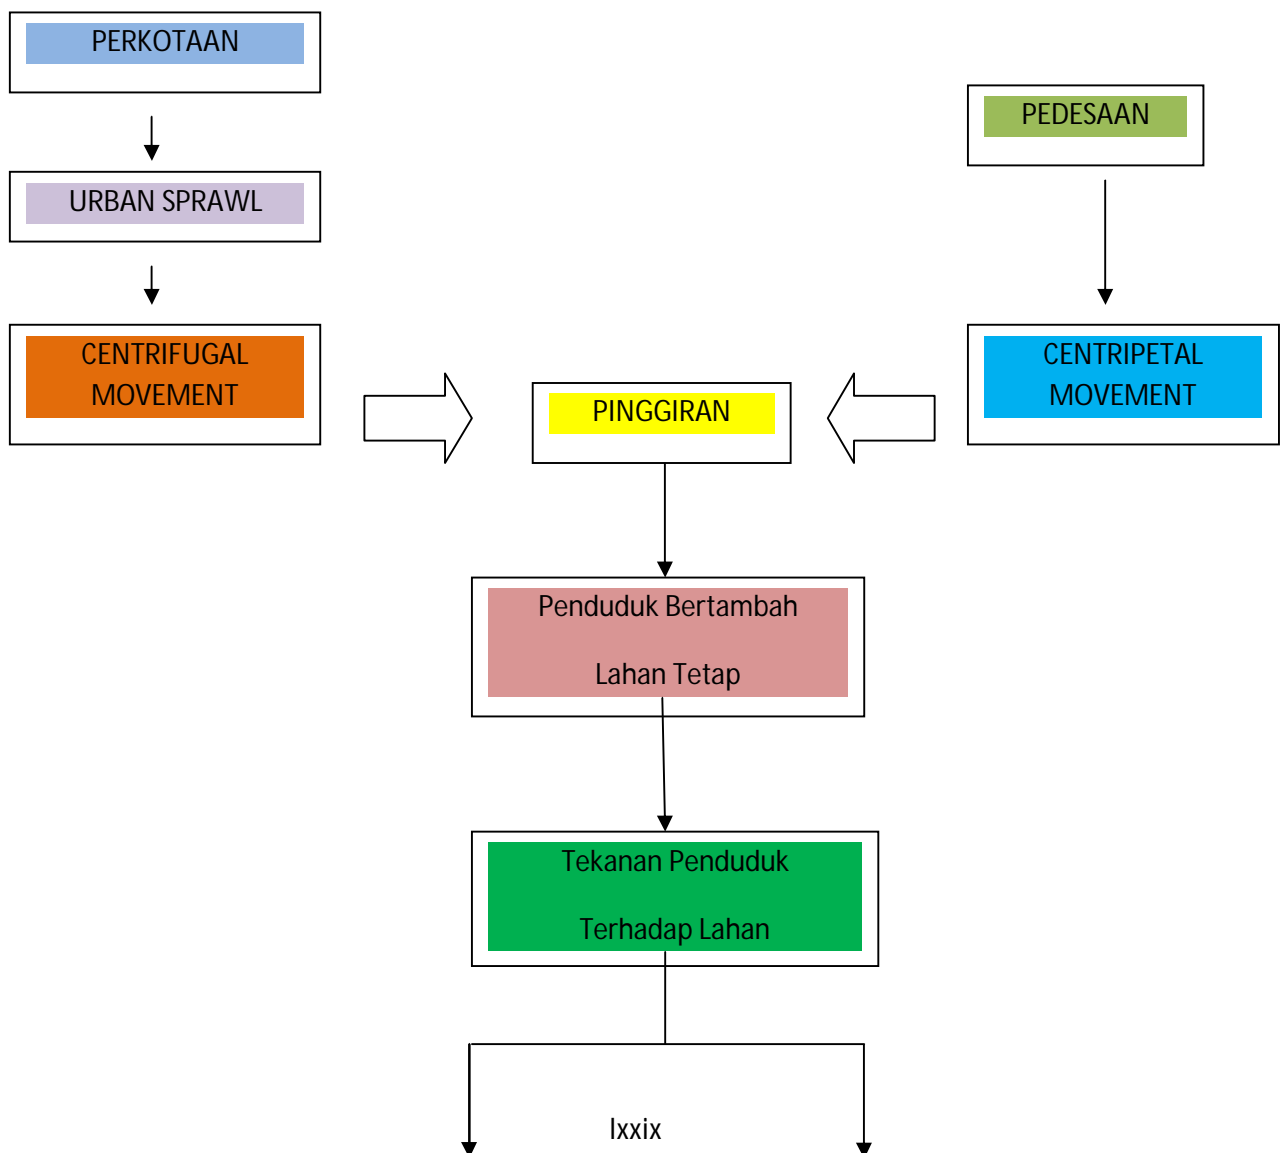 PERKOTAAN
PEDESAAN
URBAN SPRAWL
CENTRIFUGAL
MOVEMENT
CENTRIPETAL
MOVEMENT
PINGGIRAN
Penduduk Bertambah
Lahan Tetap
Tekanan Penduduk
Terhadap Lahan
lxxix